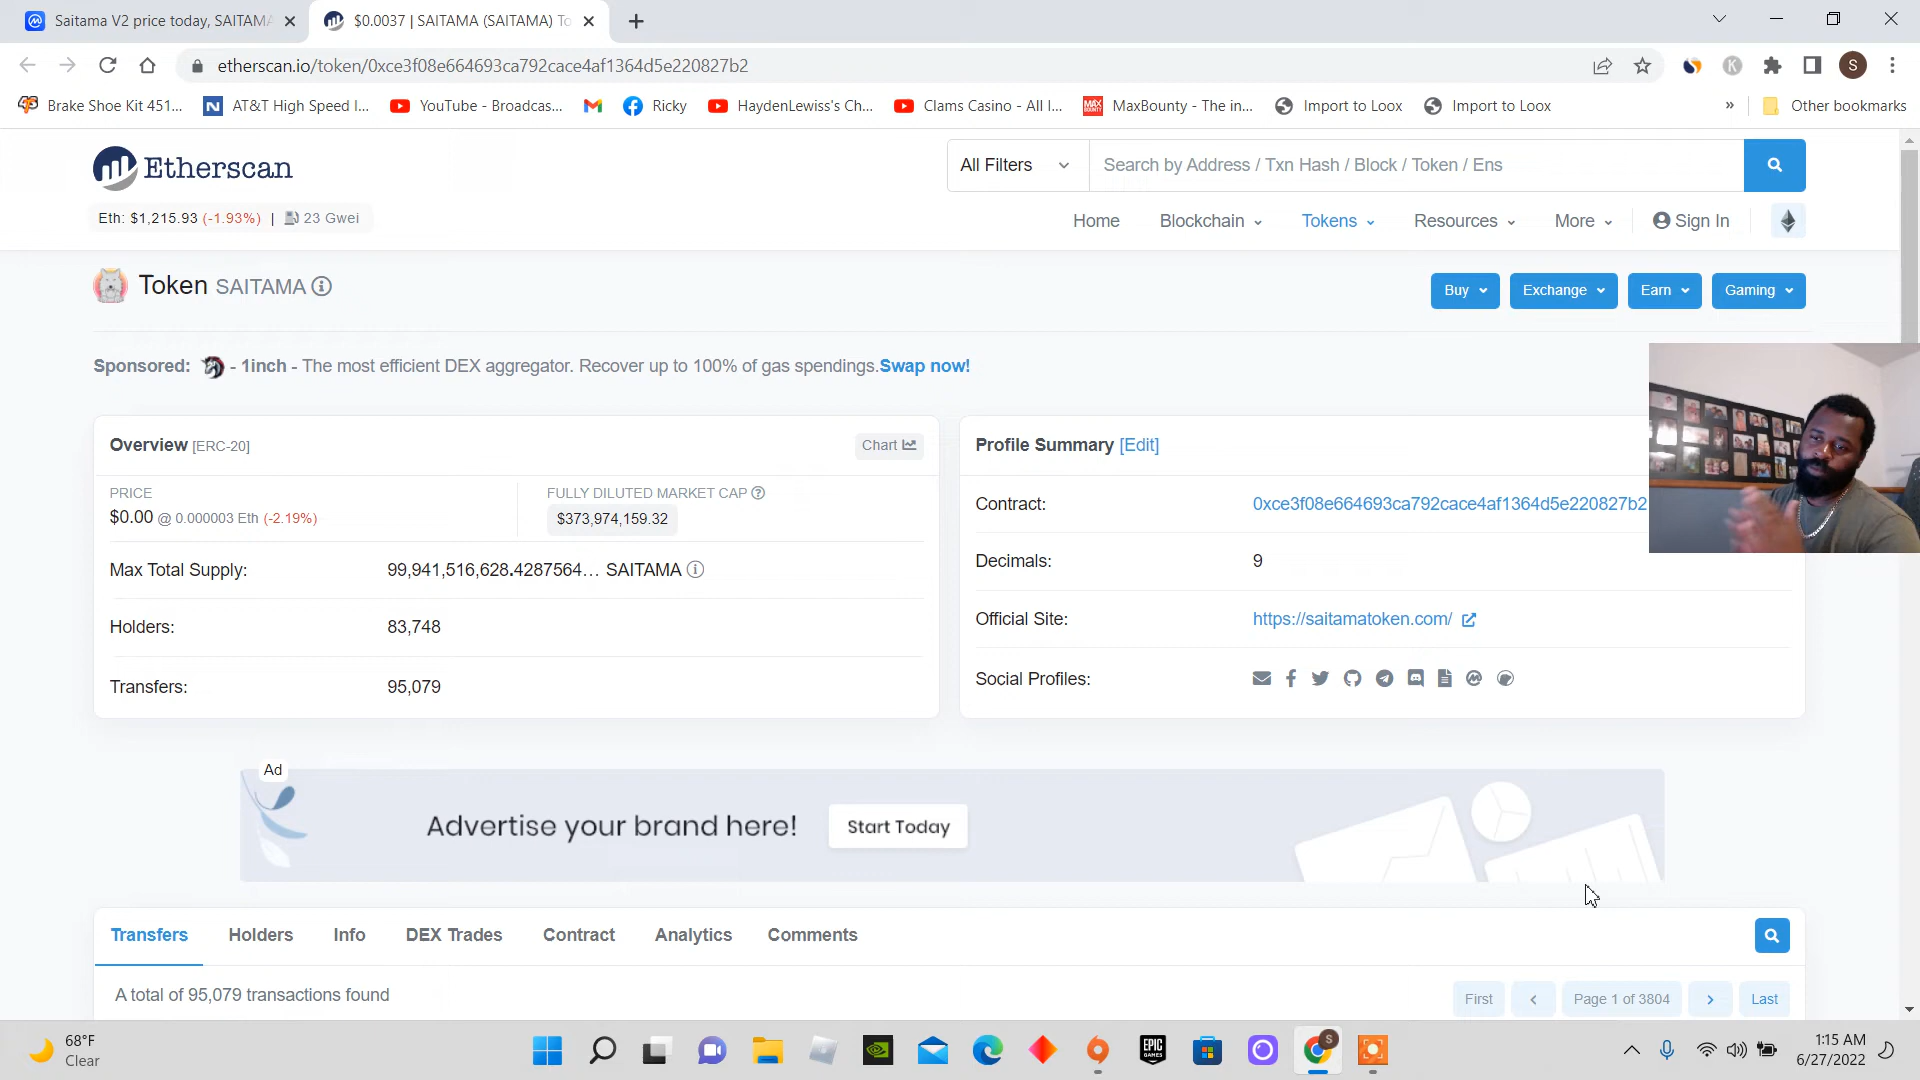 Saitama V2 price today, SAITAMA
$0.0037 | SAITAMA (SAITAMA) To
etherscan.io/token/0xce3f08e664693ca792cace4af1364d5e220827b2
K
S
Brake Shoe Kit 451...
N
AT&T High Speed I...
YouTube - Broadcas...
Ricky
HaydenLewiss's Ch...
Clams Casino - All I...
MAX BOUNTY
MaxBounty - The in...
Import to Loox
Import to Loox
»
Other bookmarks
Etherscan
All Filters
Search by Address / Txn Hash / Block / Token / Ens
Eth: $1,215.93 (-1.93%) | 23 Gwei
Home
Blockchain
Tokens
Resources
More
Sign In
Token SAITAMA
Buy
Exchange
Earn
Gaming
Sponsored: - 1inch - The most efficient DEX aggregator. Recover up to 100% of gas spendings.Swap now!
Overview [ERC-20]
Chart
PRICE
$0.00 @ 0.000003 Eth (-2.19%)
FULLY DILUTED MARKET CAP
$373,974,159.32
Max Total Supply:
99,941,516,628.4287564... SAITAMA
Holders:
83,748
Transfers:
95,079
Profile Summary [Edit]
Contract:
0xce3f08e664693ca792cace4af1364d5e220827b2
Decimals:
9
Official Site:
https://saitamatoken.com/
Social Profiles:
Ad
Advertise your brand here!
Start Today
Transfers
Holders
Info
DEX Trades
Contract
Analytics
Comments
A total of 95,079 transactions found
First
Page 1 of 3804
Last
68°F
Clear
EPIC GAMES
S
1:15 AM
6/27/2022